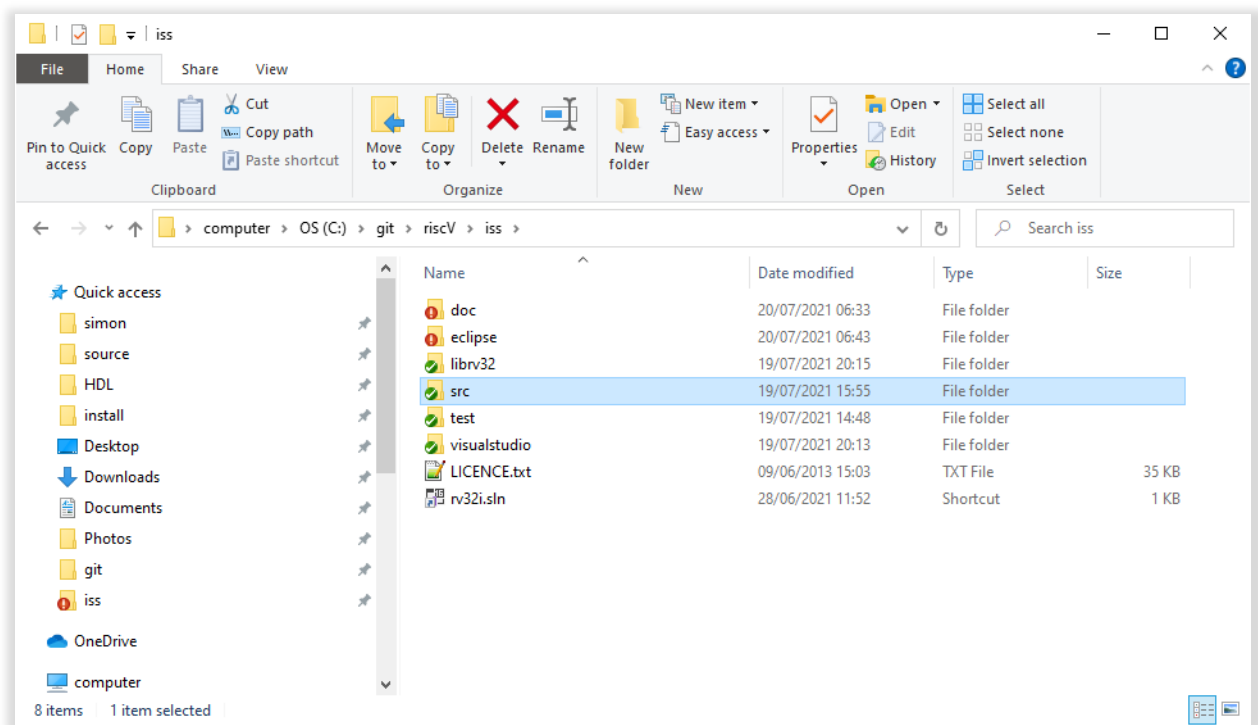 iss
File Home Share View
Pin to Quick access Copy Paste Cut Copy path Paste shortcut
Move to Copy to Delete Rename
New folder New item Easy access
Properties Open Edit History
Select all Select none Invert selection
Clipboard Organize New Open Select
computer > OS (C:) > git > riscV > iss > Search iss
Name Date modified Type Size
Quick access
simon
source
HDL
install
Desktop
Downloads
Documents
Photos
git
iss
OneDrive
computer
doc 20/07/2021 06:33 File folder
eclipse 20/07/2021 06:43 File folder
librv32 19/07/2021 20:15 File folder
src 19/07/2021 15:55 File folder
test 19/07/2021 14:48 File folder
visualstudio 19/07/2021 20:13 File folder
LICENCE.txt 09/06/2013 15:03 TXT File 35 KB
rv32i.sln 28/06/2021 11:52 Shortcut 1 KB
8 items 1 item selected